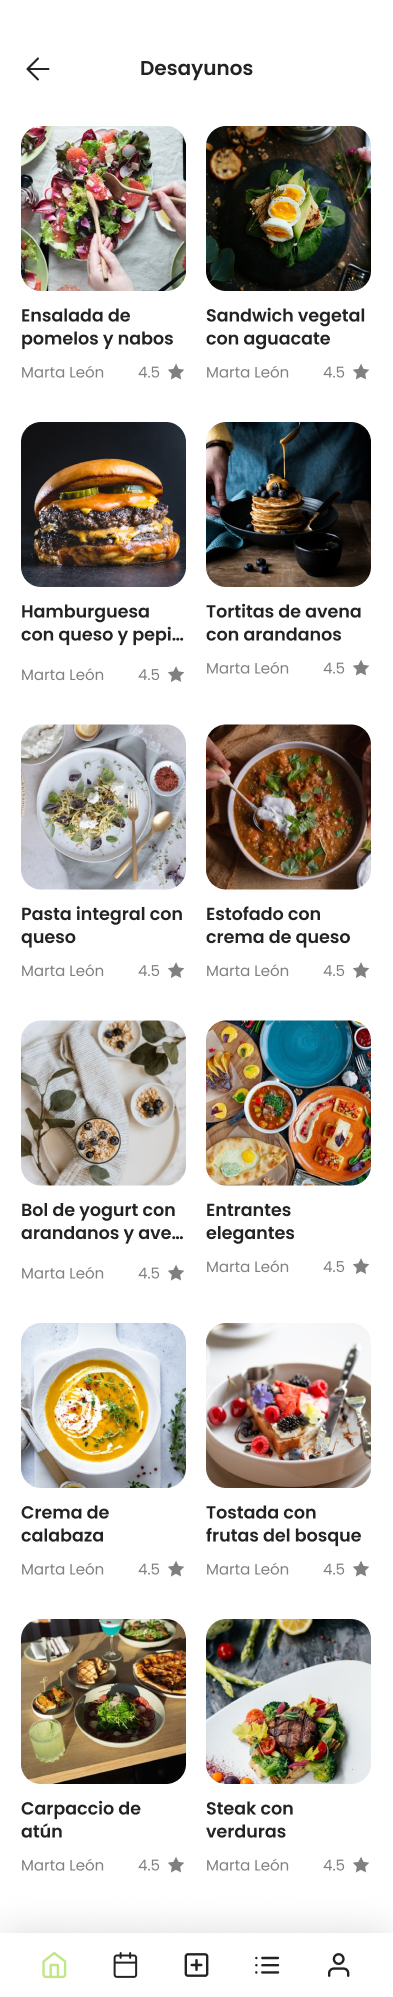 Desayunos
Ensalada de
pomelos y nabos
Marta León 4.5
Sandwich vegetal
con aguacate
Marta León 4.5
Hamburguesa
con queso y pepi...
Marta León 4.5
Tortitas de avena
con arandanos
Marta León 4.5
Pasta integral con
queso
Marta León 4.5
Estofado con
crema de queso
Marta León 4.5
Bol de yogurt con
arandanos y ave...
Marta León 4.5
Entrantes
elegantes
Marta León 4.5
Crema de
calabaza
Marta León 4.5
Tostada con
frutas del bosque
Marta León 4.5
Carpaccio de
atún
Marta León 4.5
Steak con
verduras
Marta León 4.5